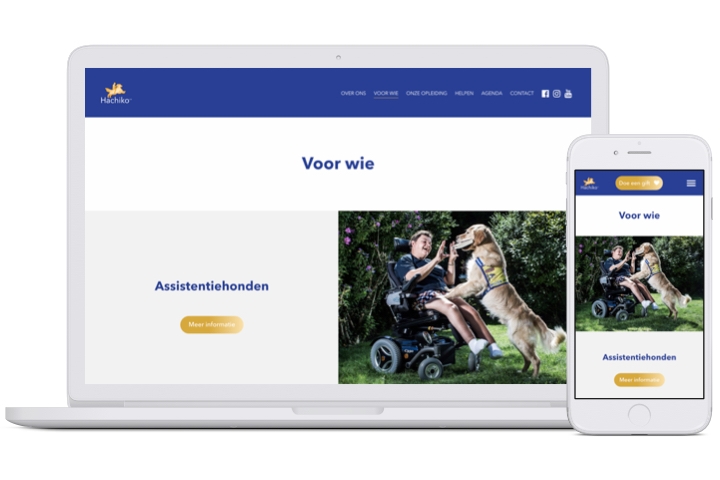 Hachiko
OVER ONS VOOR WIE ONZE OPLEIDING HELPEN AGENDA CONTACT
Voor wie
Assistentiehonden
Meer informatie
Hachiko
Doe een gift
Voor wie
Assistentiehonden
Meer informatie